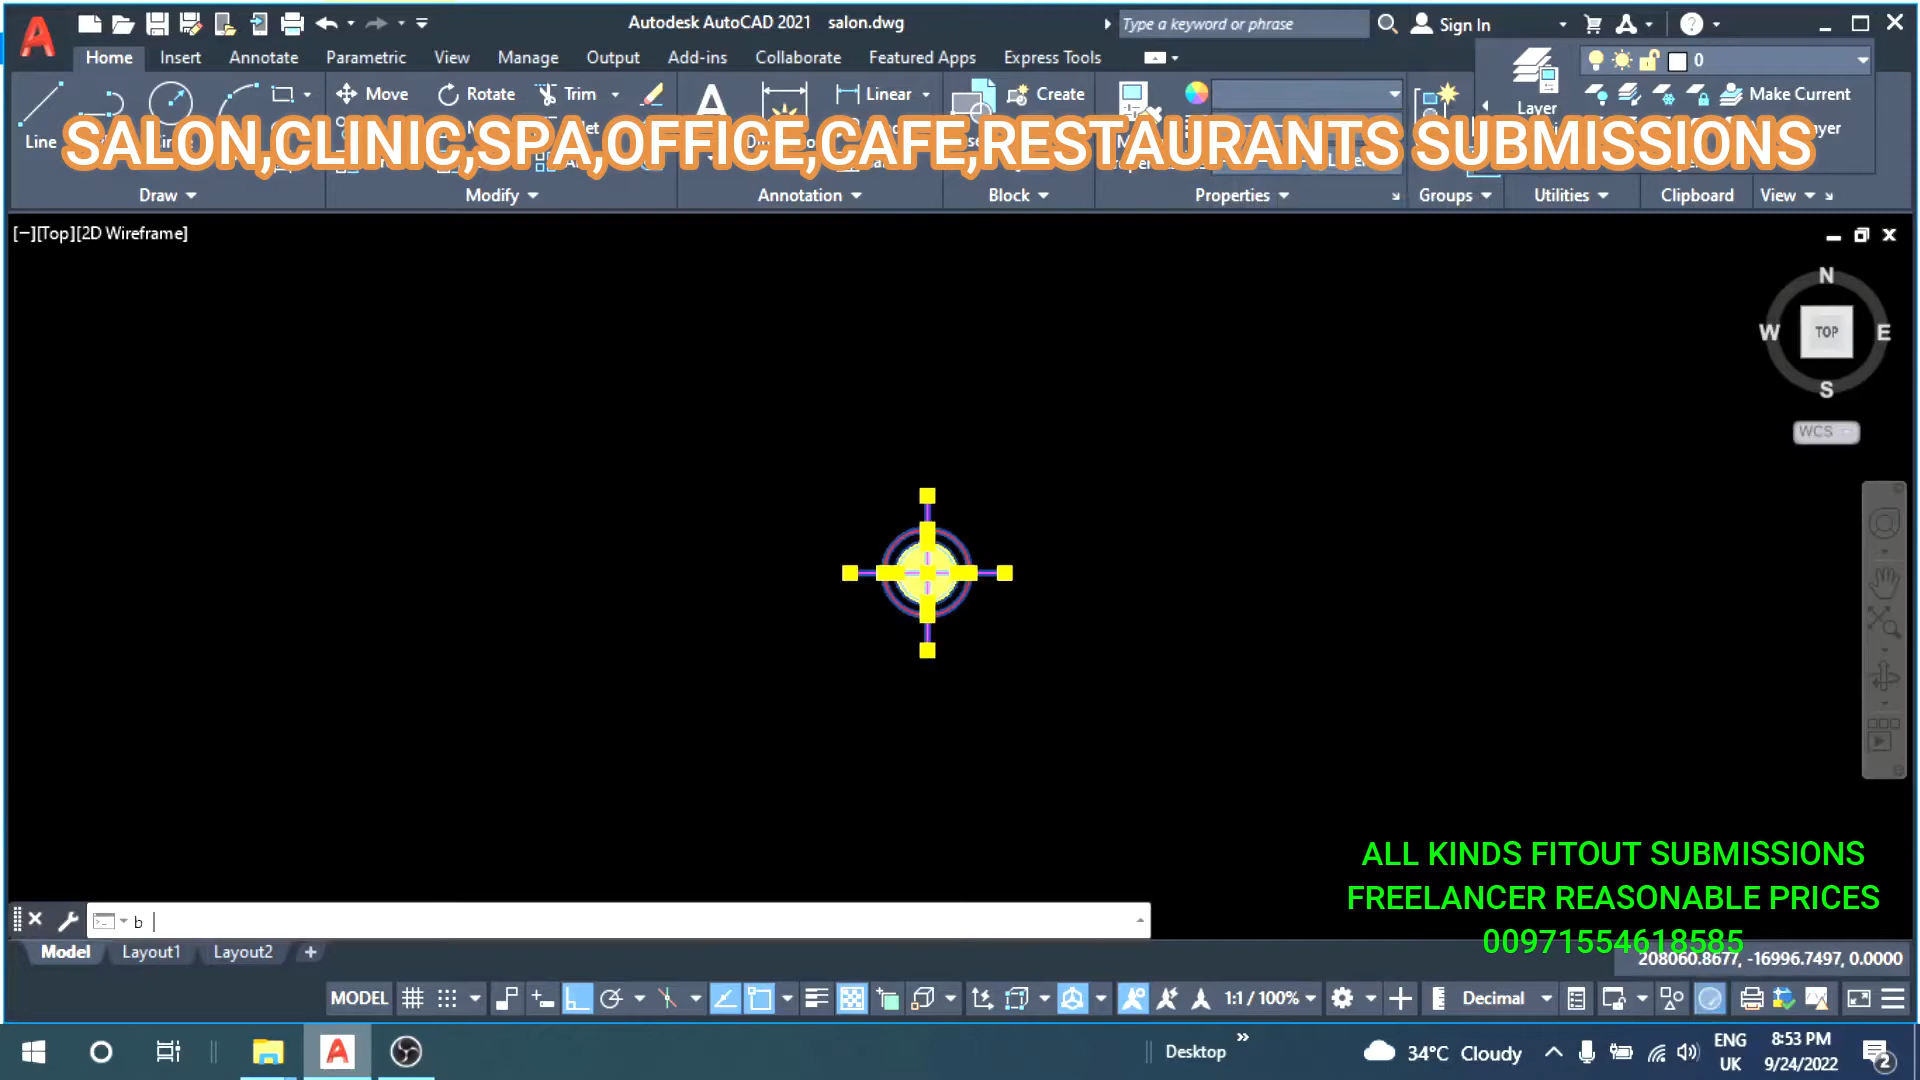 Autodesk AutoCAD 2021 salon.dwg
Type a keyword or phrase
Sign In
Home Insert Annotate Parametric View Manage Output Add-ins Collaborate Featured Apps Express Tools
0
Line
Move Rotate Trim
Linear
Create
Layer
Make Current
SALON,CLINIC,SPA,OFFICE,CAFE,RESTAURANTS SUBMISSIONS
Draw Modify Annotation Block Properties Groups Utilities Clipboard View
[−][Top][2D Wireframe]
N
W TOP E
S
WCS
ALL KINDS FITOUT SUBMISSIONS
FREELANCER REASONABLE PRICES
00971554618585
b
Model Layout1 Layout2 +
208060.8677, -16996.7497, 0.0000
MODEL
1:1 / 100%
Decimal
Desktop
34°C Cloudy
ENG
UK
8:53 PM
9/24/2022
2